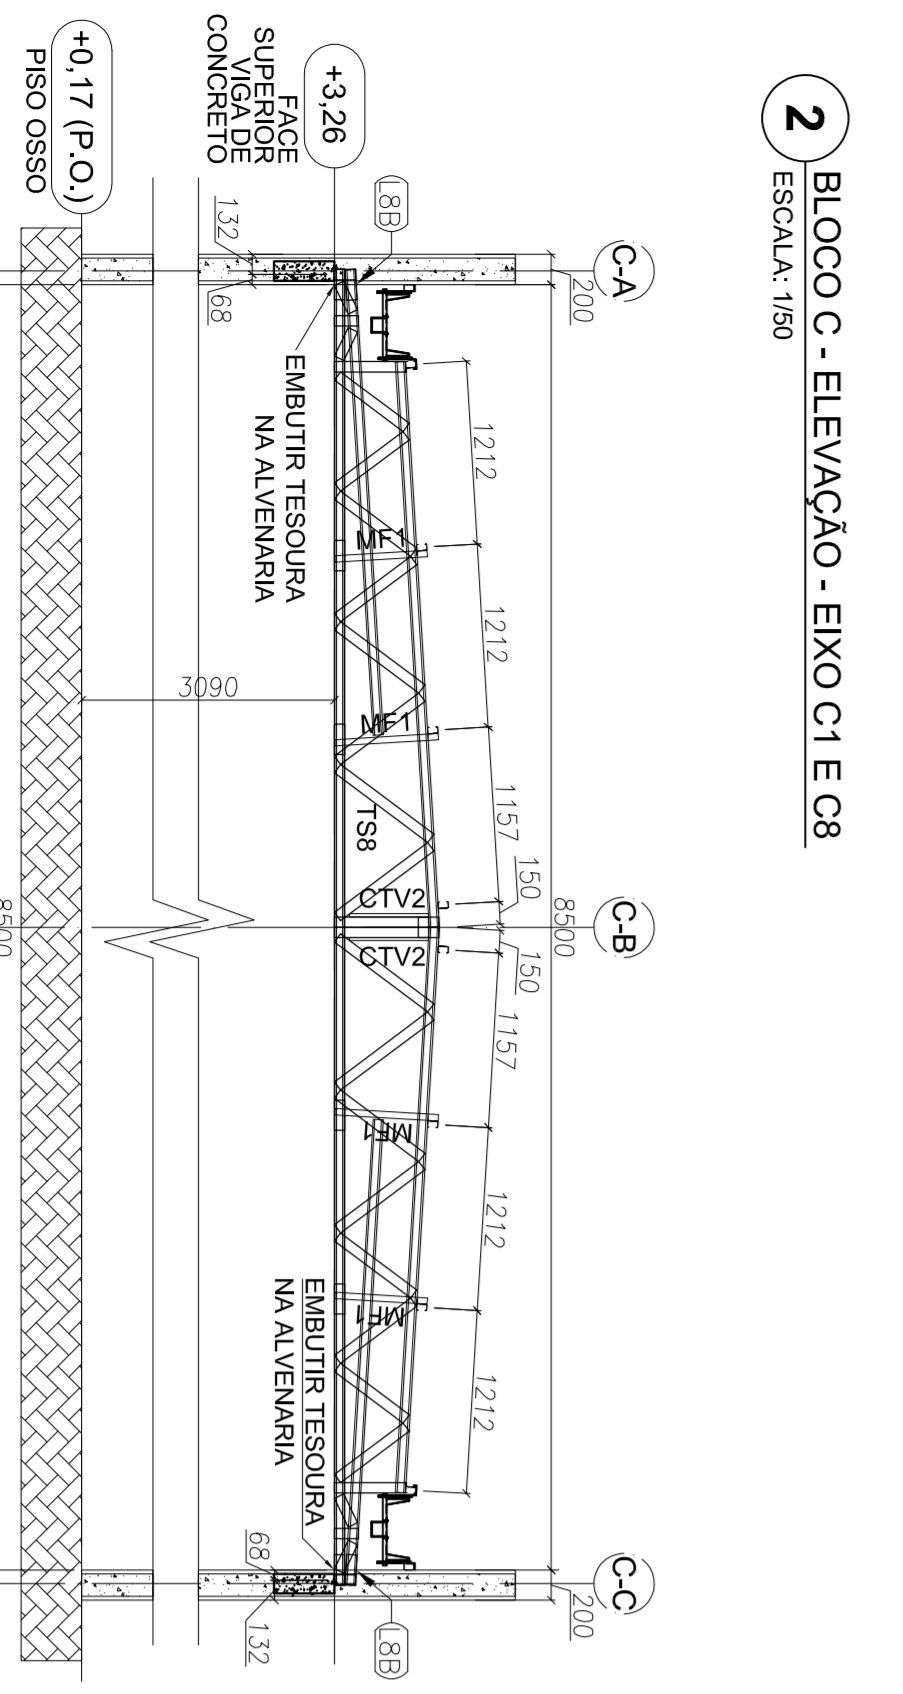 2
BLOCO C - ELEVAÇÃO - EIXO C1 E C8
ESCALA: 1/50
C-A
C-B
C-C
200
8500
200
150
150
1212
1212
1157
1157
1212
1212
L8B
L8B
+3,26
FACE
SUPERIOR
VIGA DE
CONCRETO
MF1
MF1
TS8
CTV2
CTV2
MF1
MF1
EMBUTIR TESOURA
NA ALVENARIA
EMBUTIR TESOURA
NA ALVENARIA
132
68
68
132
3090
+0,17 (P.O.)
PISO OSSO
8500